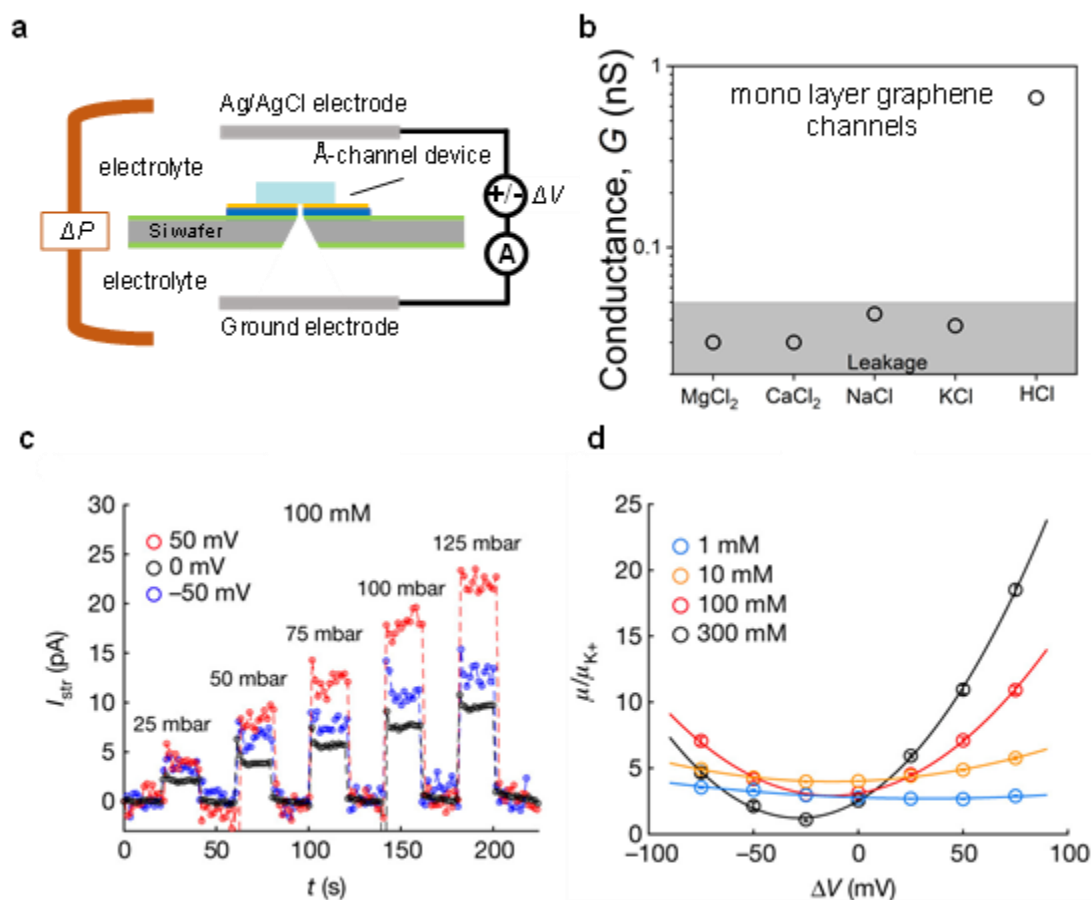 a
Ag/AgCl electrode
electrolyte
Å-channel device
+/-
ΔV
ΔP
Si wafer
A
electrolyte
Ground electrode
b
Conductance, G (nS)
1
0.1
mono layer graphene
channels
Leakage
MgCl₂
CaCl₂
NaCl
KCl
HCl
c
Istr (pA)
30
25
20
15
10
5
0
100 mM
50 mV
0 mV
–50 mV
25 mbar
50 mbar
75 mbar
100 mbar
125 mbar
0
50
100
150
200
t (s)
d
μ/μK+
25
20
15
10
5
0
1 mM
10 mM
100 mM
300 mM
−100
−50
0
50
100
ΔV (mV)